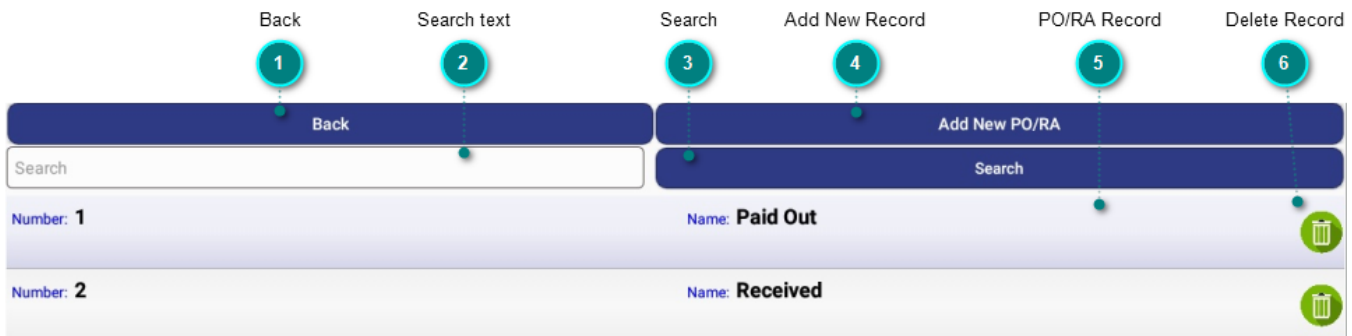 Back Search text Search Add New Record PO/RA Record Delete Record
1 2 3 4 5 6
Back Add New PO/RA
Search Search
Number: 1 Name: Paid Out
Number: 2 Name: Received